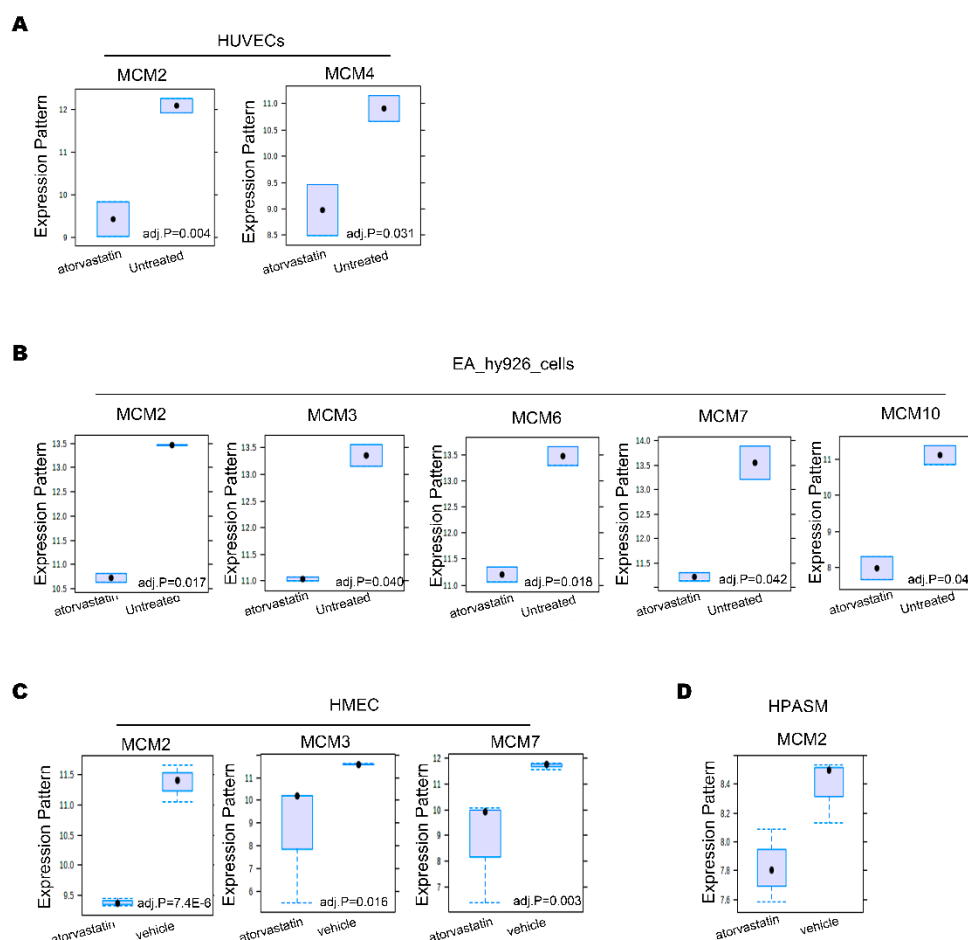 A
HUVECs
MCM2
MCM4
Expression Pattern
12
11
10
9
adj.P=0.004
atorvastatin
Untreated
Expression Pattern
11.0
10.5
10.0
9.5
9.0
8.5
adj.P=0.031
atorvastatin
Untreated
B
EA_hy926_cells
MCM2
MCM3
MCM6
MCM7
MCM10
Expression Pattern
13.5
13.0
12.5
12.0
11.5
11.0
10.5
adj.P=0.017
atorvastatin
Untreated
Expression Pattern
13.5
13.0
12.5
12.0
11.5
11.0
adj.P=0.040
atorvastatin
Untreated
Expression Pattern
13.5
13.0
12.5
12.0
11.5
11.0
adj.P=0.018
atorvastatin
Untreated
Expression Pattern
14.0
13.5
13.0
12.5
12.0
11.5
adj.P=0.042
atorvastatin
Untreated
Expression Pattern
11
10
9
8
adj.P=0.04
atorvastatin
Untreated
C
HMEC
MCM2
MCM3
MCM7
Expression Pattern
11.5
11.0
10.5
10.0
9.5
adj.P=7.4E-6
atorvastatin
vehicle
Expression Pattern
11
10
9
8
7
6
adj.P=0.016
atorvastatin
vehicle
Expression Pattern
12
11
10
9
8
7
adj.P=0.003
atorvastatin
vehicle
D
HPASM
MCM2
Expression Pattern
8.4
8.2
8.0
7.8
7.6
atorvastatin
vehicle